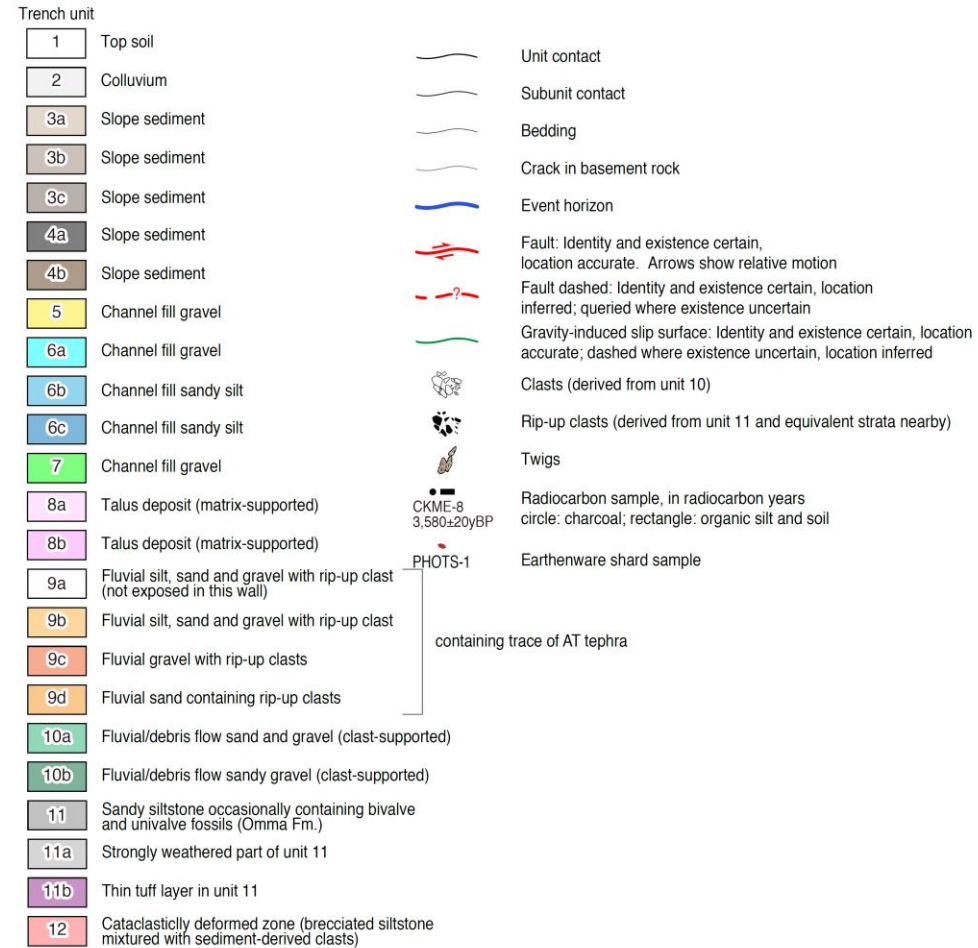 Trench unit
1 Top soil
2 Colluvium
3a Slope sediment
3b Slope sediment
3c Slope sediment
4a Slope sediment
4b Slope sediment
5 Channel fill gravel
6a Channel fill gravel
6b Channel fill sandy silt
6c Channel fill sandy silt
7 Channel fill gravel
8a Talus deposit (matrix-supported)
8b Talus deposit (matrix-supported)
9a Fluvial silt, sand and gravel with rip-up clast
(not exposed in this wall)
9b Fluvial silt, sand and gravel with rip-up clast
9c Fluvial gravel with rip-up clasts
9d Fluvial sand containing rip-up clasts
containing trace of AT tephra
10a Fluvial/debris flow sand and gravel (clast-supported)
10b Fluvial/debris flow sandy gravel (clast-supported)
11 Sandy siltstone occasionally containing bivalve
and univalve fossils (Omma Fm.)
11a Strongly weathered part of unit 11
11b Thin tuff layer in unit 11
12 Cataclasticlly deformed zone (brecciated siltstone
mixtured with sediment-derived clasts)
Unit contact
Subunit contact
Bedding
Crack in basement rock
Event horizon
Fault: Identity and existence certain,
location accurate. Arrows show relative motion
?
Fault dashed: Identity and existence certain, location
inferred; queried where existence uncertain
Gravity-induced slip surface: Identity and existence certain, location
accurate; dashed where existence uncertain, location inferred
Clasts (derived from unit 10)
Rip-up clasts (derived from unit 11 and equivalent strata nearby)
Twigs
CKME-8
3,580±20yBP
Radiocarbon sample, in radiocarbon years
circle: charcoal; rectangle: organic silt and soil
PHOTS-1 Earthenware shard sample